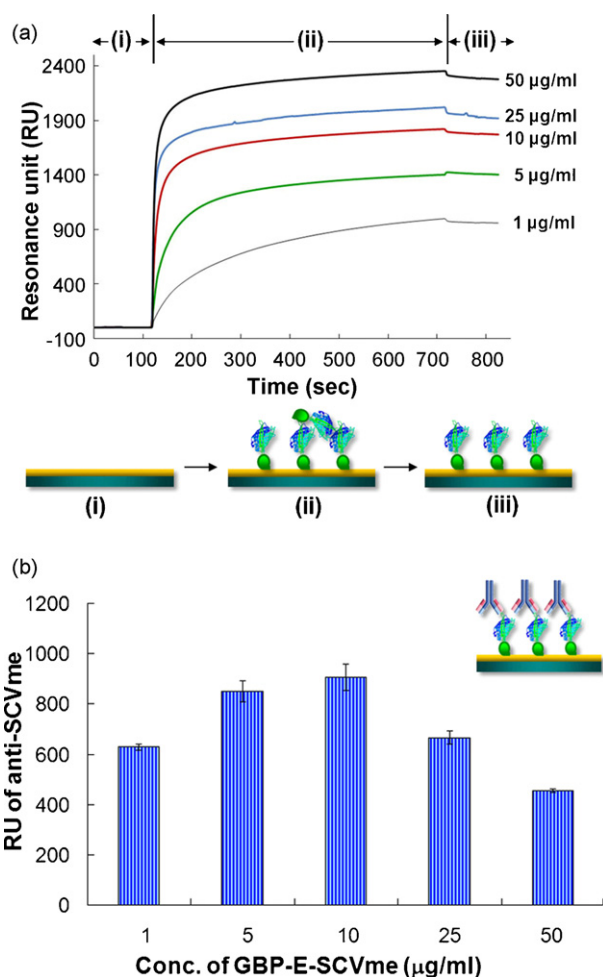 (a)
(i) (ii) (iii)
2400
1900
1400
900
400
-100
Resonance unit (RU)
50 µg/ml
25 µg/ml
10 µg/ml
5 µg/ml
1 µg/ml
0 100 200 300 400 500 600 700 800 900
Time (sec)
(i) (ii) (iii)
(b)
1200
1000
800
600
400
200
0
RU of anti-SCVme
1 5 10 25 50
Conc. of GBP-E-SCVme (µg/ml)